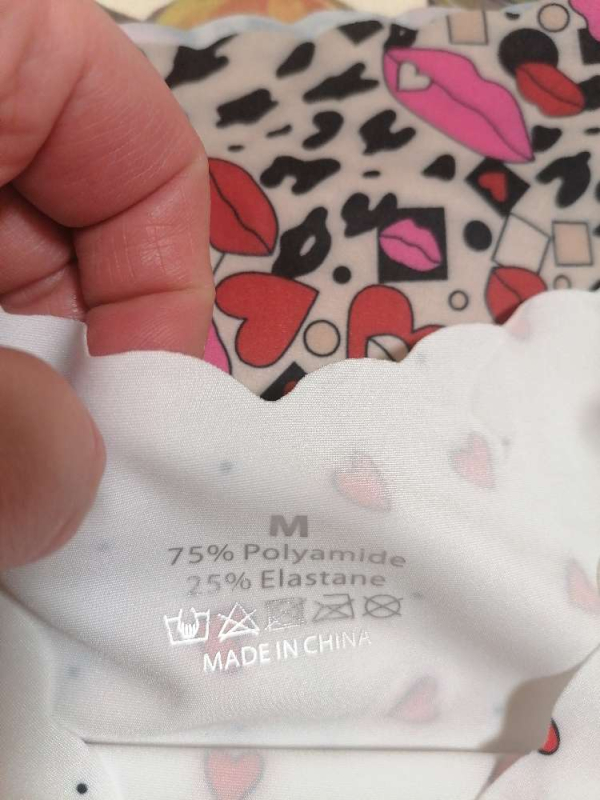 M
75% Polyamide
25% Elastane
MADE IN CHINA